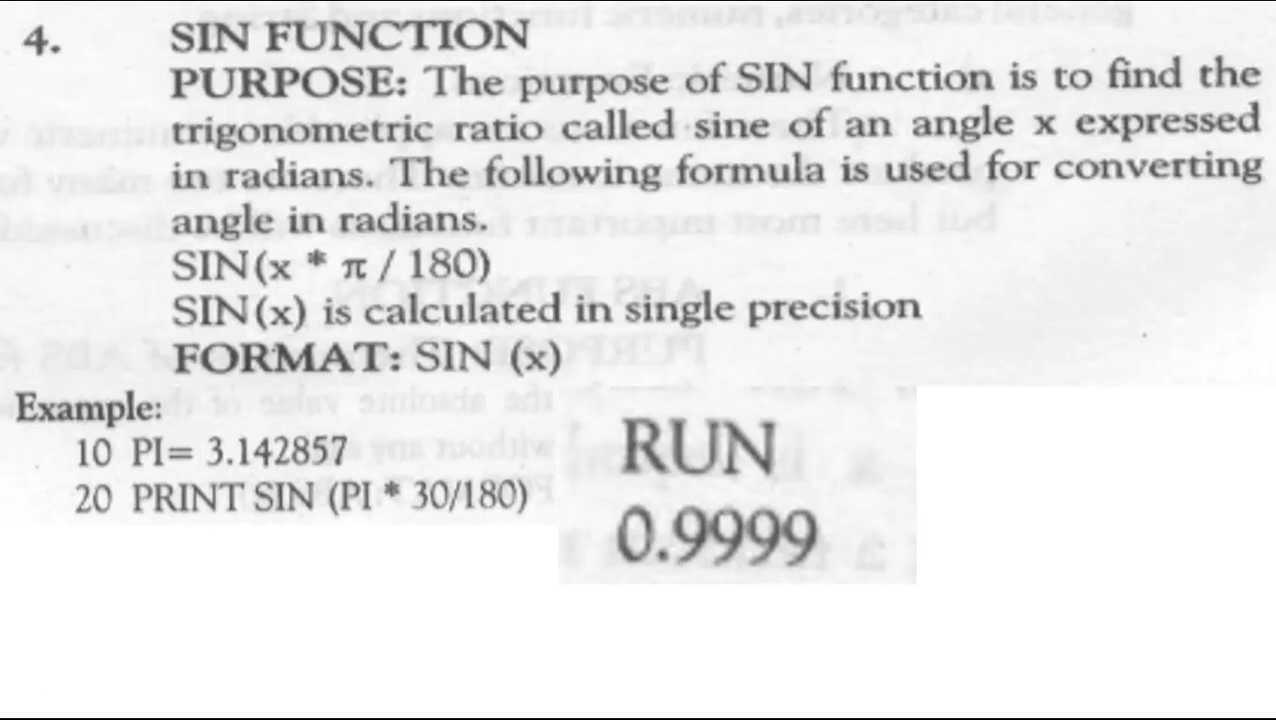 4. SIN FUNCTION
PURPOSE: The purpose of SIN function is to find the
trigonometric ratio called sine of an angle x expressed
in radians. The following formula is used for converting
angle in radians.
SIN(x * π / 180)
SIN(x) is calculated in single precision
FORMAT: SIN (x)
Example:
10 PI= 3.142857
20 PRINT SIN (PI * 30/180)
RUN
0.9999